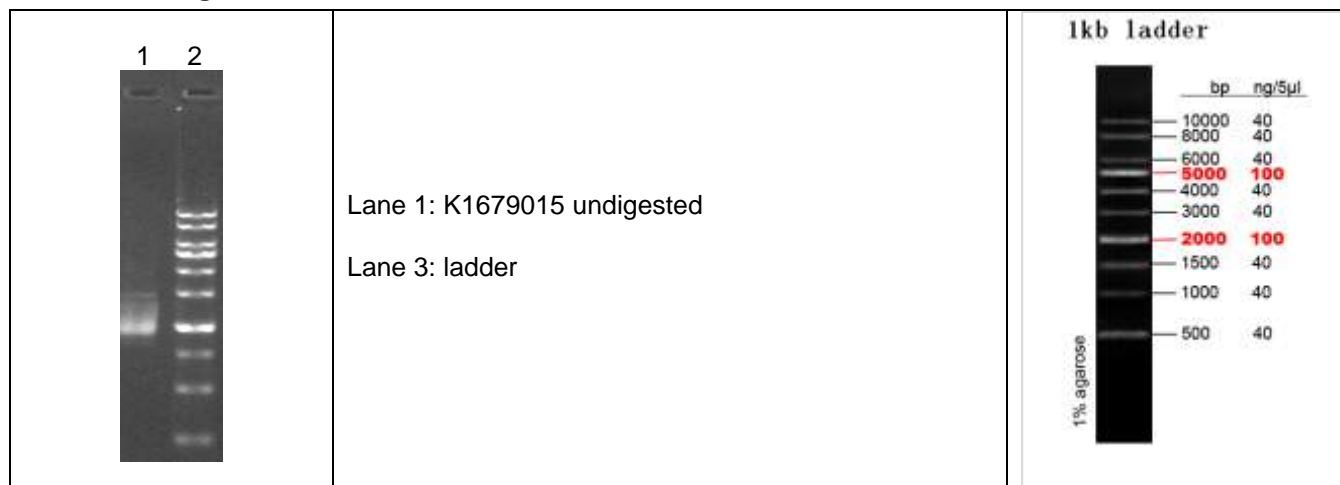 1 2
Lane 1: K1679015 undigested
Lane 3: ladder
1kb ladder
bp ng/5µl
10000 40
8000 40
6000 40
5000 100
4000 40
3000 40
2000 100
1500 40
1000 40
500 40
1% agarose